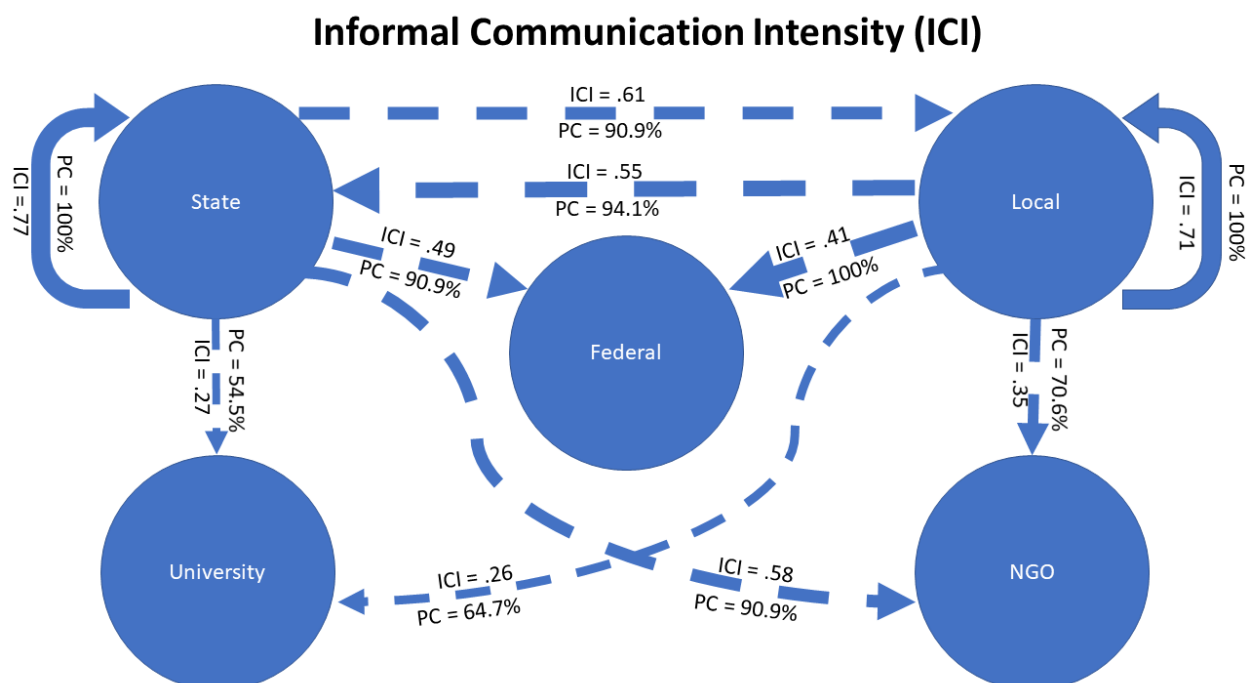 Informal Communication Intensity (ICI)
ICI = .61
PC = 90.9%
ICI = .55
PC = 94.1%
State
Local
PC = 100%
ICI =.77
PC = 100%
ICI = .71
ICI = .49
PC = 90.9%
ICI = .41
PC = 100%
Federal
PC = 54.5%
ICI = .27
PC = 70.6%
ICI = .35
University
NGO
ICI = .26
PC = 64.7%
ICI = .58
PC = 90.9%